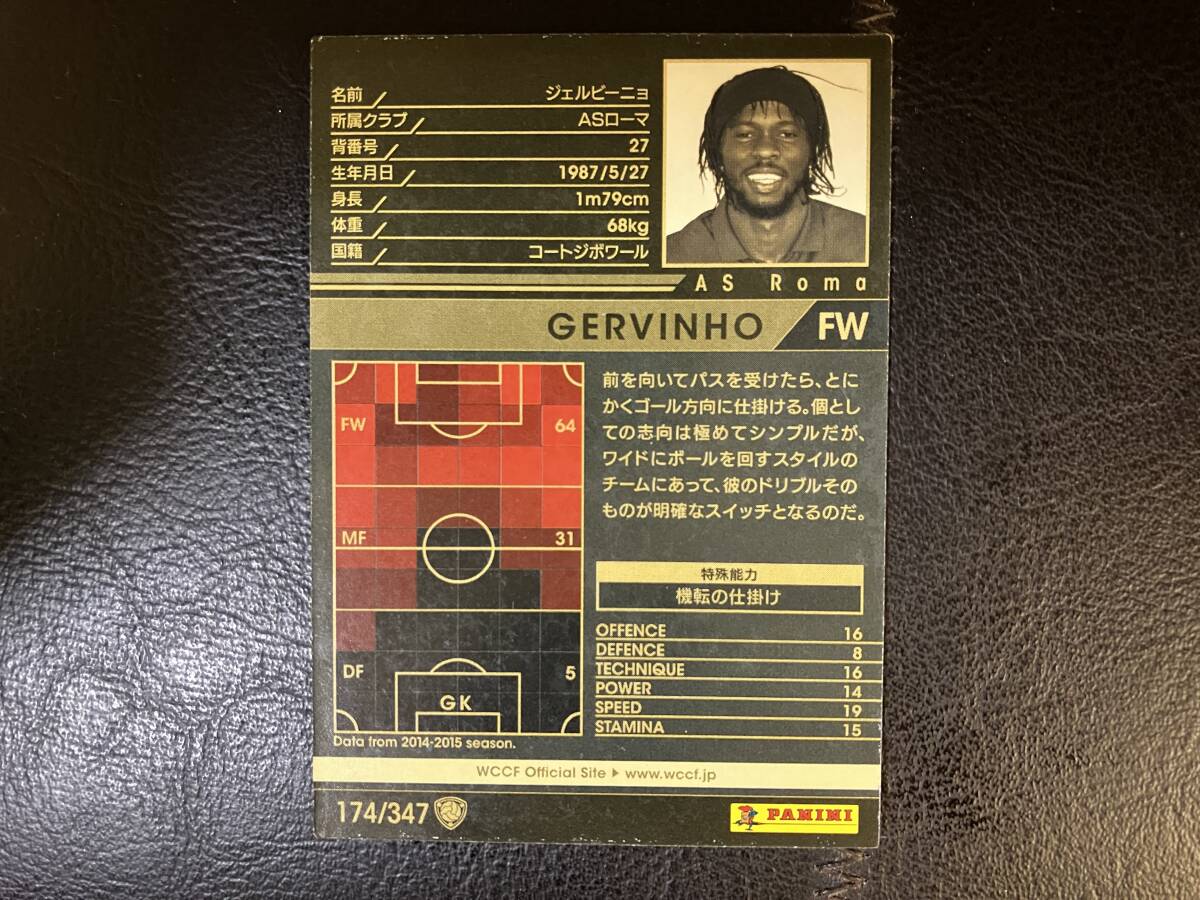 名前 ジェルビーニョ
所属クラブ ASローマ
背番号 27
生年月日 1987/5/27
身長 1m79cm
体重 68kg
国籍 コートジボワール
AS Roma
GERVINHO FW
FW 64
MF 31
DF 5
GK
Data from 2014-2015 season.
前を向いてパスを受けたら、とに
かくゴール方向に仕掛ける。個とし
ての志向は極めてシンプルだが、
ワイドにボールを回すスタイルの
チームにあって、彼のドリブルその
ものが明確なスイッチとなるのだ。
特殊能力
機転の仕掛け
OFFENCE 16
DEFENCE 8
TECHNIQUE 16
POWER 14
SPEED 19
STAMINA 15
WCCF Official Site ▶ www.wccf.jp
174/347
PANINI